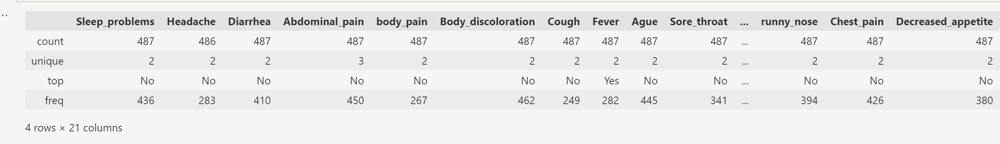 Sleep_problems Headache Diarrhea Abdominal_pain body_pain Body_discoloration Cough Fever Ague Sore_throat ... runny_nose Chest_pain Decreased_appetite
count 487 486 487 487 487 487 487 487 487 487 ... 487 487 487
unique 2 2 2 3 2 2 2 2 2 2 ... 2 2 2
top No No No No No No No Yes No No ... No No No
freq 436 283 410 450 267 462 249 282 445 341 ... 394 426 380
4 rows × 21 columns